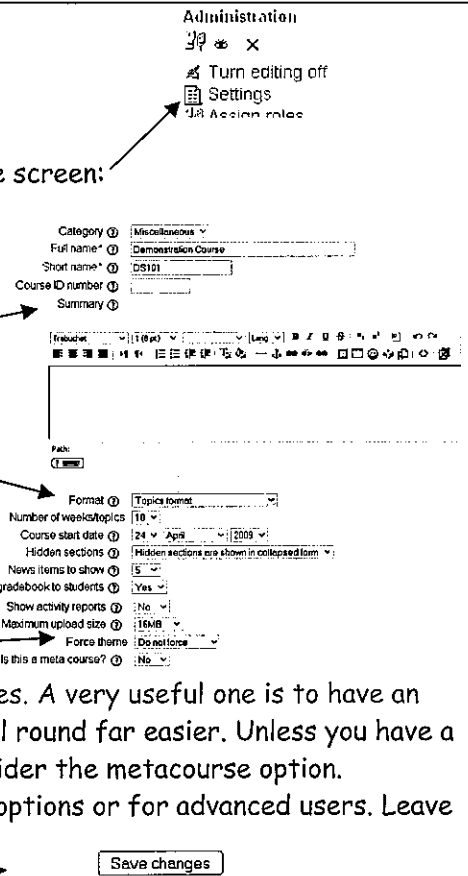 Administration
Turn editing off
Settings
Assign roles
e screen:
Category Miscellaneous
Full name* Demonstration Course
Short name* DS101
Course ID number
Summary
Trebuchet 1 (8 pt) Lang B I U S
Path:
Format Topics format
Number of weeks/topics 10
Course start date 24 April 2009
Hidden sections Hidden sections are shown in collapsed form
News items to show 5
gradebook to students Yes
Show activity reports No
Maximum upload size 16MB
Force theme Do not force
Is this a meta course? No
es. A very useful one is to have an
l round far easier. Unless you have a
ider the metacourse option.
options or for advanced users. Leave
Save changes